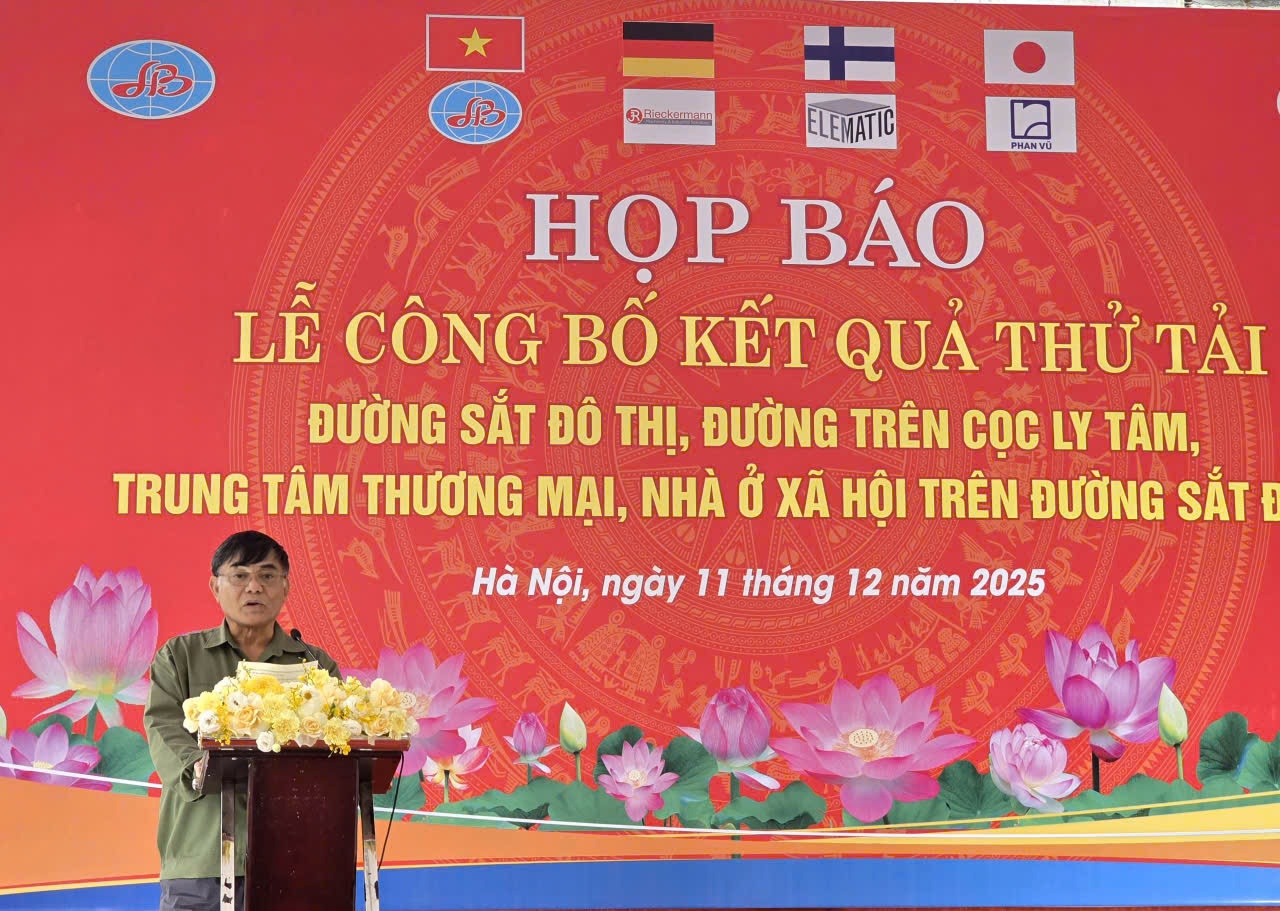 Rieckermann
ELEMATIC
PHAN VŨ
HỌP BÁO
LỄ CÔNG BỐ KẾT QUẢ THỬ TẢI
ĐƯỜNG SẮT ĐÔ THỊ, ĐƯỜNG TRÊN CỌC LY TÂM,
TRUNG TÂM THƯƠNG MẠI, NHÀ Ở XÃ HỘI TRÊN ĐƯỜNG SẮT Đ
Hà Nội, ngày 11 tháng 12 năm 2025